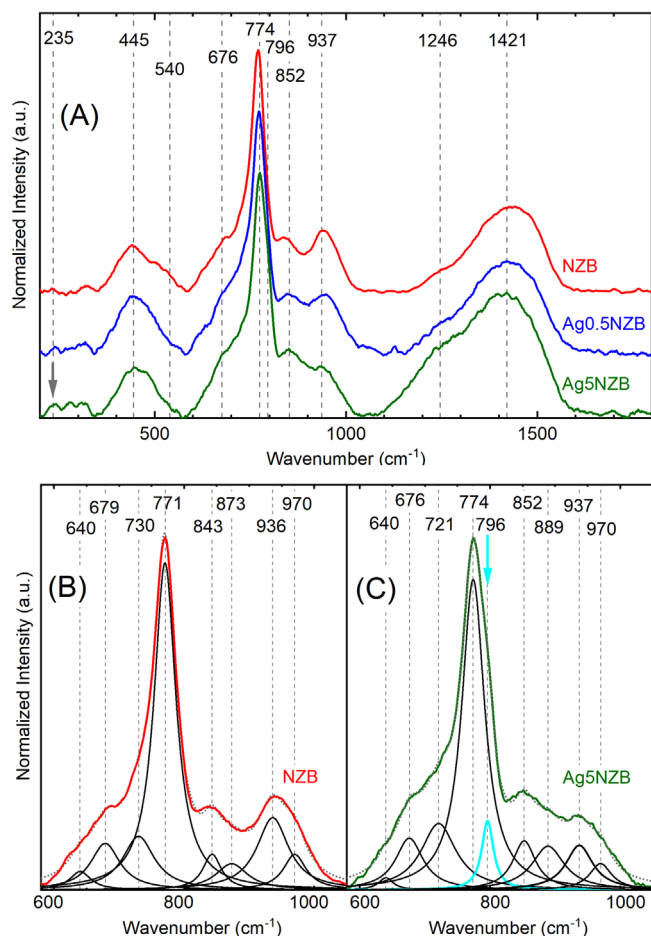 235 445 540 676 774 796 852 937 1246 1421
(A)
Normalized Intensity (a.u.)
NZB
Ag0.5NZB
Ag5NZB
500 1000 1500
Wavenumber (cm⁻¹)
679 771 873 970
640 730 843 936
(B)
Normalized Intensity (a.u.)
NZB
600 800 1000
Wavenumber (cm⁻¹)
676 774 852 937
640 721 796 889 970
(C)
Ag5NZB
600 800 1000
Wavenumber (cm⁻¹)